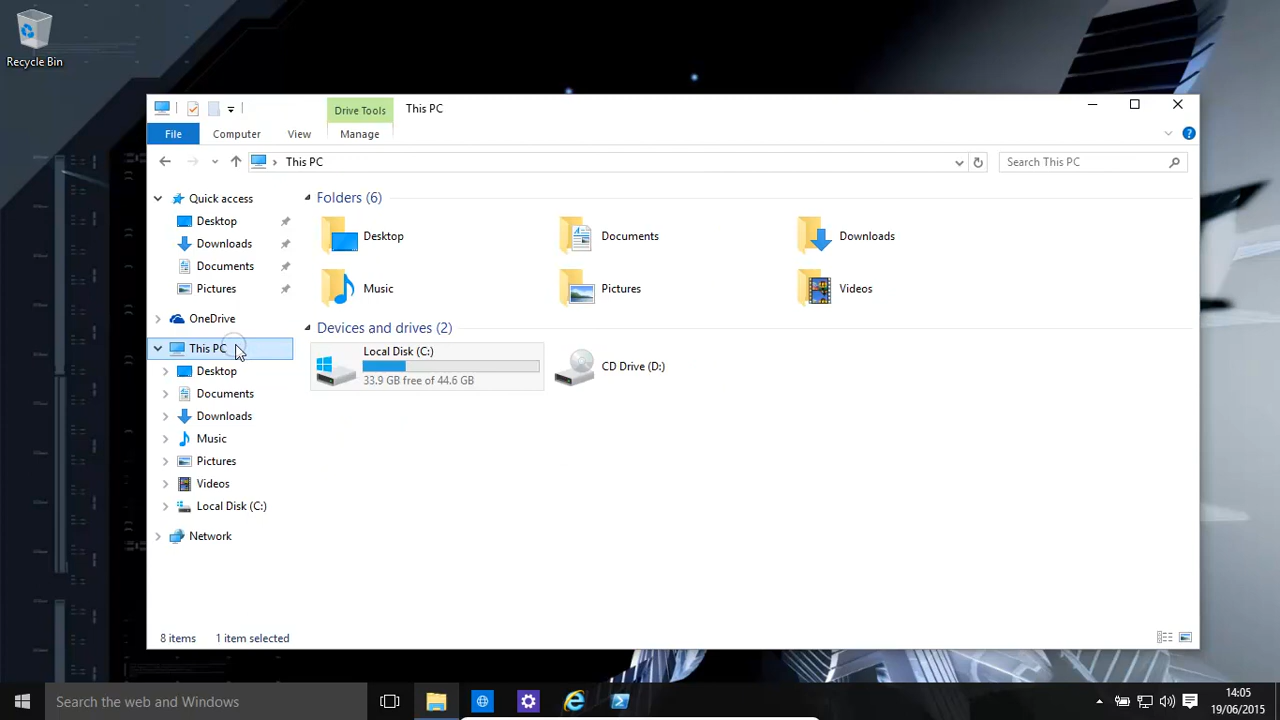 Recycle Bin
Drive Tools
This PC
File
Computer
View
Manage
This PC
Search This PC
Quick access
Desktop
Downloads
Documents
Pictures
OneDrive
This PC
Desktop
Documents
Downloads
Music
Pictures
Videos
Local Disk (C:)
Network
Folders (6)
Desktop
Documents
Downloads
Music
Pictures
Videos
Devices and drives (2)
Local Disk (C:)
33.9 GB free of 44.6 GB
CD Drive (D:)
8 items
1 item selected
Search the web and Windows
14:05
19/06/2015